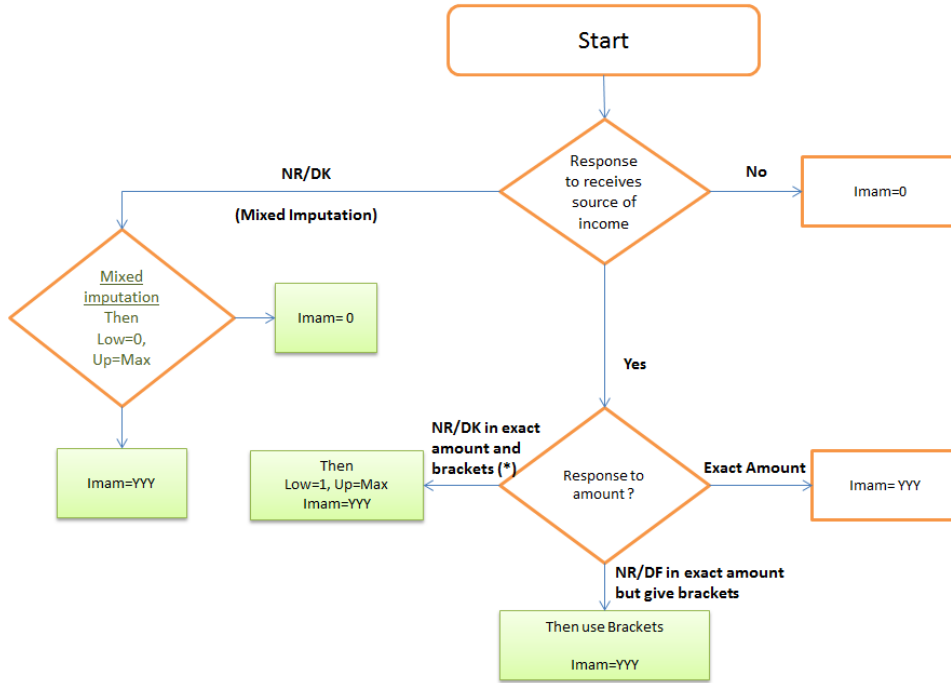 Start
Response
to receives
source of
income
No
Imam=0
NR/DK
(Mixed Imputation)
Mixed
imputation
Then
Low=0,
Up=Max
Imam= 0
Imam=YYY
Yes
NR/DK in exact
amount and
brackets (*)
Then
Low=1, Up=Max
Imam=YYY
Response to
amount ?
Exact Amount
Imam= YYY
NR/DF in exact amount
but give brackets
Then use Brackets
Imam=YYY